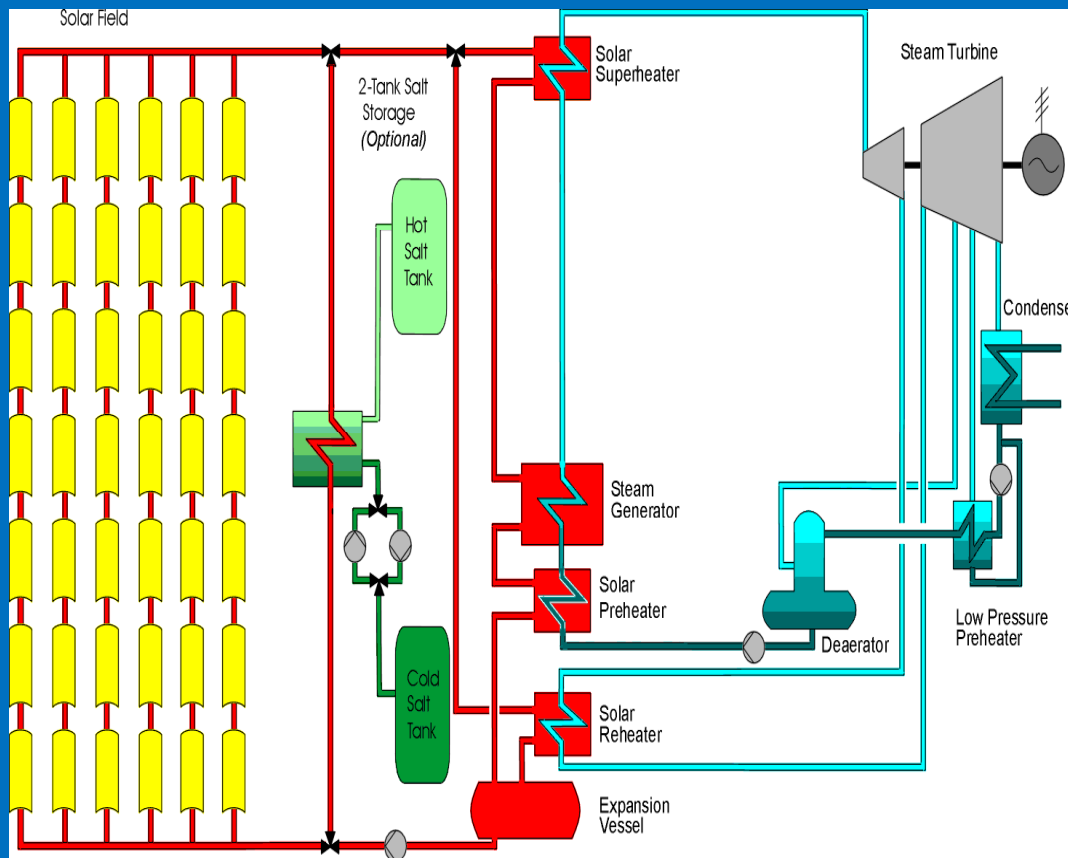 Solar Field
Solar
Superheater
Steam Turbine
2-Tank Salt
Storage
(Optional)
Hot
Salt
Tank
Condense
Steam
Generator
Solar
Preheater
Low Pressure
Preheater
Deaerator
Cold
Salt
Tank
Solar
Reheater
Expansion
Vessel